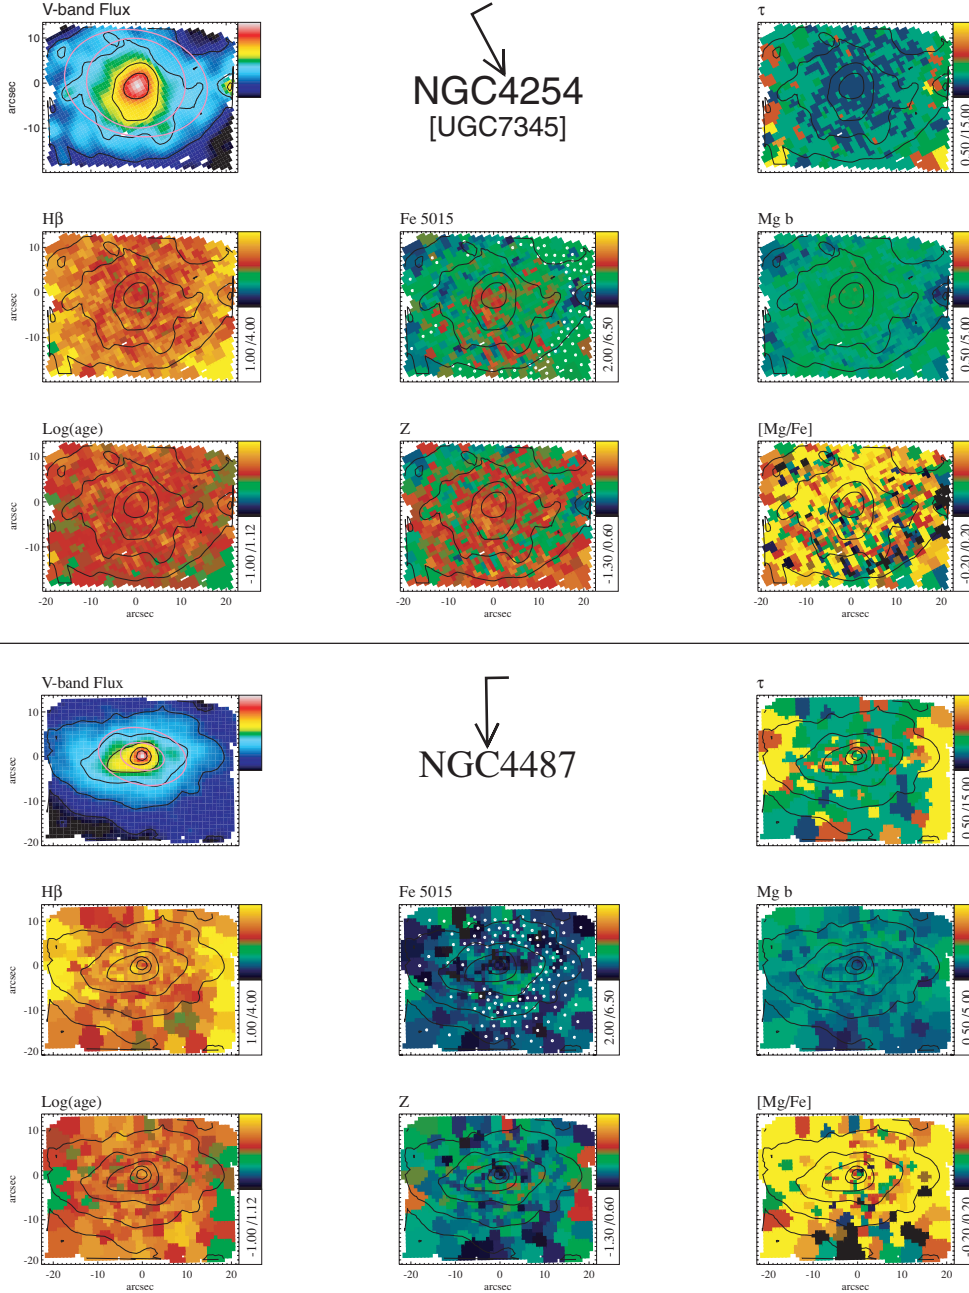 V-band Flux
NGC4254
[UGC7345]
τ
arcsec
10
0
-10
0.50 /15.00
Hβ
Fe 5015
Mg b
arcsec
10
0
-10
1.00 /4.00
2.00 /6.50
0.50 /5.00
Log(age)
Z
[Mg/Fe]
arcsec
10
0
-10
-1.00 /1.12
-1.30 /0.60
-0.20 /0.20
-20 -10 0 10 20
-20 -10 0 10 20
-20 -10 0 10 20
arcsec
arcsec
arcsec
V-band Flux
NGC4487
τ
arcsec
10
0
-10
-20
0.50 /15.00
Hβ
Fe 5015
Mg b
arcsec
10
0
-10
-20
1.00 /4.00
2.00 /6.50
0.50 /5.00
Log(age)
Z
[Mg/Fe]
arcsec
10
0
-10
-20
-1.00 /1.12
-1.30 /0.60
-0.20 /0.20
-20 -10 0 10 20
-20 -10 0 10 20
-20 -10 0 10 20
arcsec
arcsec
arcsec